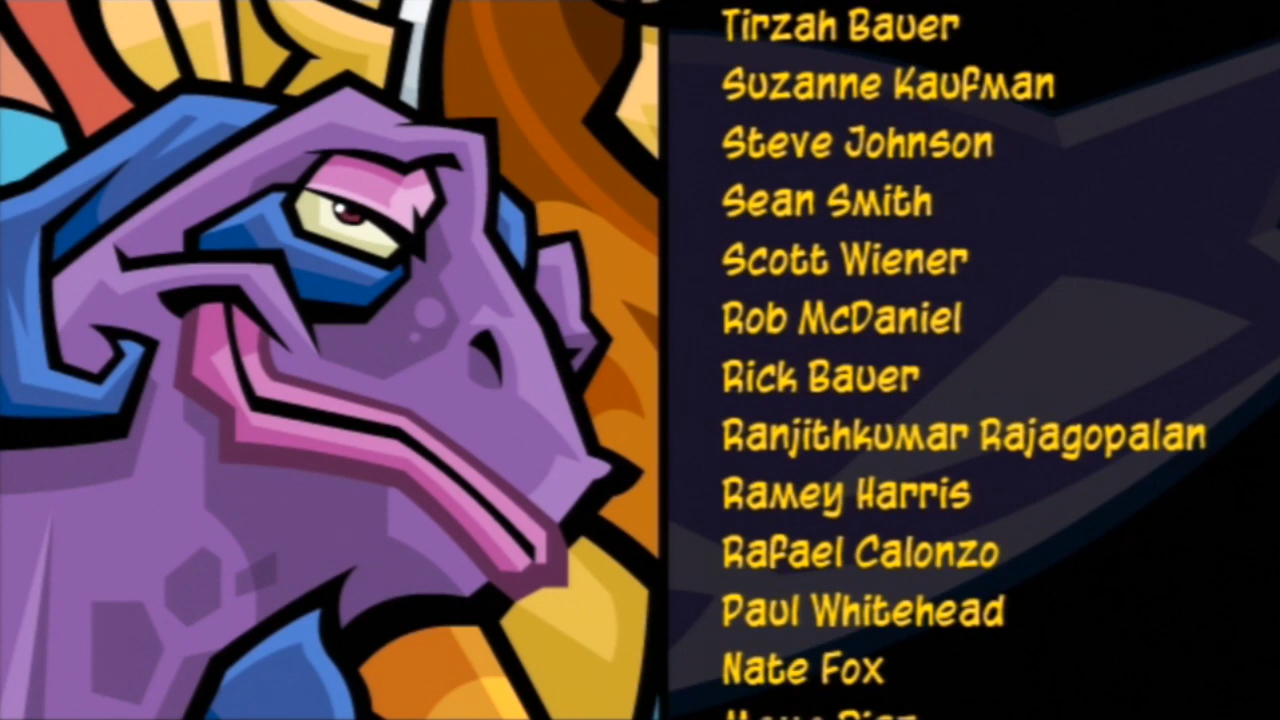 Tirzah Bauer
Suzanne Kaufman
Steve Johnson
Sean Smith
Scott Wiener
Rob McDaniel
Rick Bauer
Ranjithkumar Rajagopalan
Ramey Harris
Rafael Calonzo
Paul Whitehead
Nate Fox